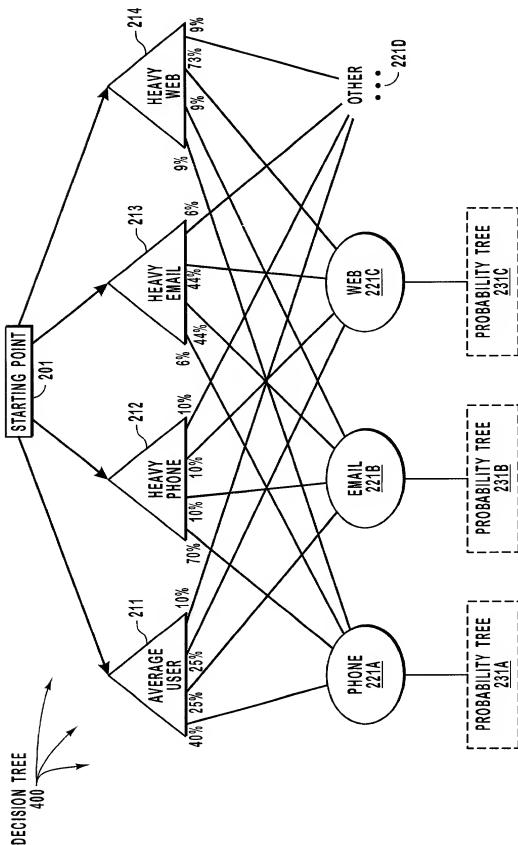 DECISION TREE
400
STARTING POINT
201
211
AVERAGE
USER
40%
25%
25%
10%
212
HEAVY
PHONE
70%
10%
10%
10%
213
HEAVY
EMAIL
6%
44%
44%
6%
214
HEAVY
WEB
9%
9%
73%
9%
PHONE
221A
EMAIL
221B
WEB
221C
OTHER
•••
221D
PROBABILITY TREE
231A
PROBABILITY TREE
231B
PROBABILITY TREE
231C